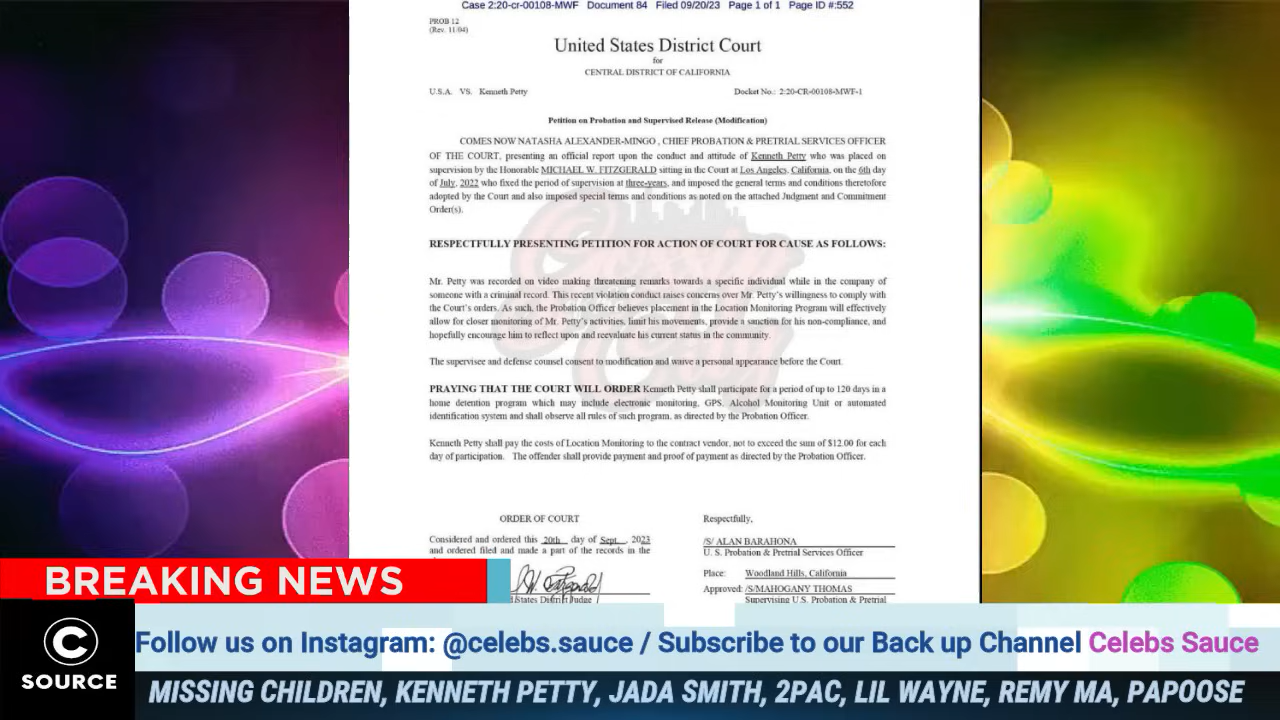 Case 2:20-cr-00108-MWF Document 84 Filed 09/20/23 Page 1 of 1 Page ID #:552
PROB 12
(Rev. 11/04)
United States District Court
for
CENTRAL DISTRICT OF CALIFORNIA
U.S.A. VS. Kenneth Petty
Docket No.: 2:20-CR-00108-MWF-1
Petition on Probation and Supervised Release (Modification)
COMES NOW NATASHA ALEXANDER-MINGO , CHIEF PROBATION & PRETRIAL SERVICES OFFICER
OF THE COURT, presenting an official report upon the conduct and attitude of Kenneth Petty who was placed on
supervision by the Honorable MICHAEL W. FITZGERALD sitting in the Court at Los Angeles, California, on the 6th day
of July, 2022 who fixed the period of supervision at three-years, and imposed the general terms and conditions theretofore
adopted by the Court and also imposed special terms and conditions as noted on the attached Judgment and Commitment
Order(s).
RESPECTFULLY PRESENTING PETITION FOR ACTION OF COURT FOR CAUSE AS FOLLOWS:
Mr. Petty was recorded on video making threatening remarks towards a specific individual while in the company of
someone with a criminal record. This recent violation conduct raises concerns over Mr. Petty's willingness to comply with
the Court's orders. As such, the Probation Officer believes placement in the Location Monitoring Program will effectively
allow for closer monitoring of Mr. Petty's activities, limit his movements, provide a sanction for his non-compliance, and
hopefully encourage him to reflect upon and reevaluate his current status in the community.
The supervisee and defense counsel consent to modification and waive a personal appearance before the Court.
PRAYING THAT THE COURT WILL ORDER Kenneth Petty shall participate for a period of up to 120 days in a
home detention program which may include electronic monitoring, GPS, Alcohol Monitoring Unit or automated
identification system and shall observe all rules of such program, as directed by the Probation Officer.
Kenneth Petty shall pay the costs of Location Monitoring to the contract vendor, not to exceed the sum of $12.00 for each
day of participation. The offender shall provide payment and proof of payment as directed by the Probation Officer.
ORDER OF COURT
Considered and ordered this 20th day of Sept., 2023
and ordered filed and made a part of the records in the
States District Judge
Respectfully,
/S/ ALAN BARAHONA
U. S. Probation & Pretrial Services Officer
Place: Woodland Hills, California
Approved: /S/MAHOGANY THOMAS
Supervising U.S. Probation & Pretrial
BREAKING NEWS
C
SOURCE
Follow us on Instagram: @celebs.sauce / Subscribe to our Back up Channel Celebs Sauce
MISSING CHILDREN, KENNETH PETTY, JADA SMITH, 2PAC, LIL WAYNE, REMY MA, PAPOOSE